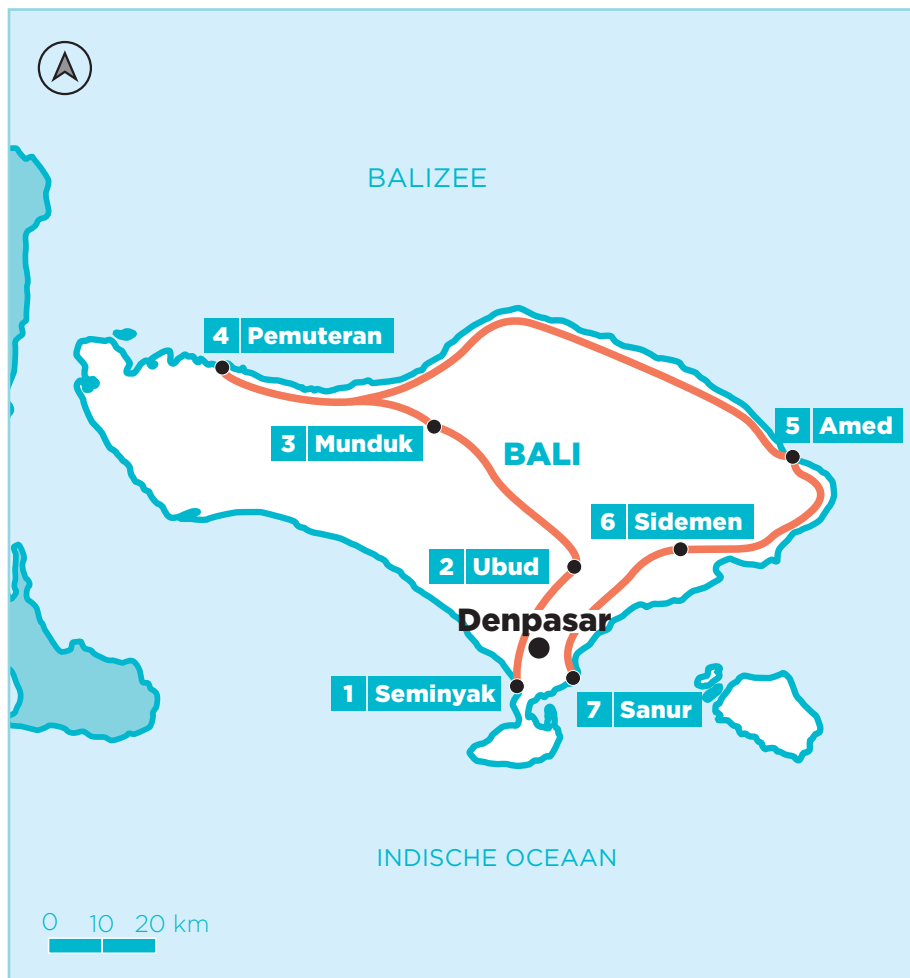 BALIZEE
4 Pemuteran
5 Amed
3 Munduk
BALI
6 Sidemen
2 Ubud
Denpasar
1 Seminyak
7 Sanur
INDISCHE OCEAAN
0 10 20 km